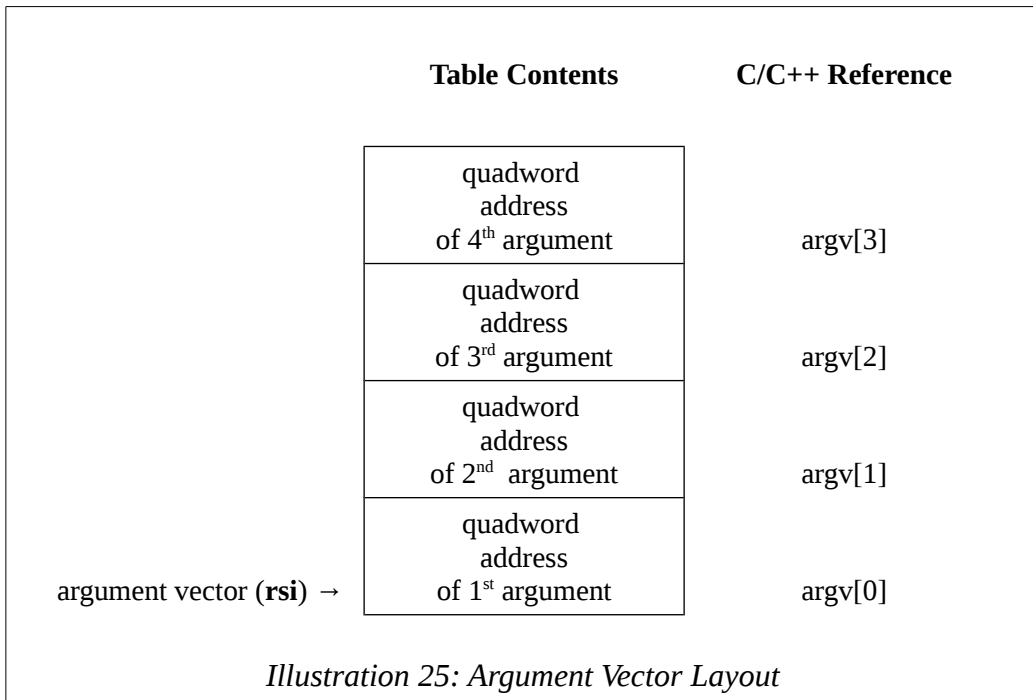 Table Contents C/C++ Reference
quadword
address
of 4th argument argv[3]
quadword
address
of 3rd argument argv[2]
quadword
address
of 2nd argument argv[1]
quadword
address
argument vector (rsi) → of 1st argument argv[0]
Illustration 25: Argument Vector Layout